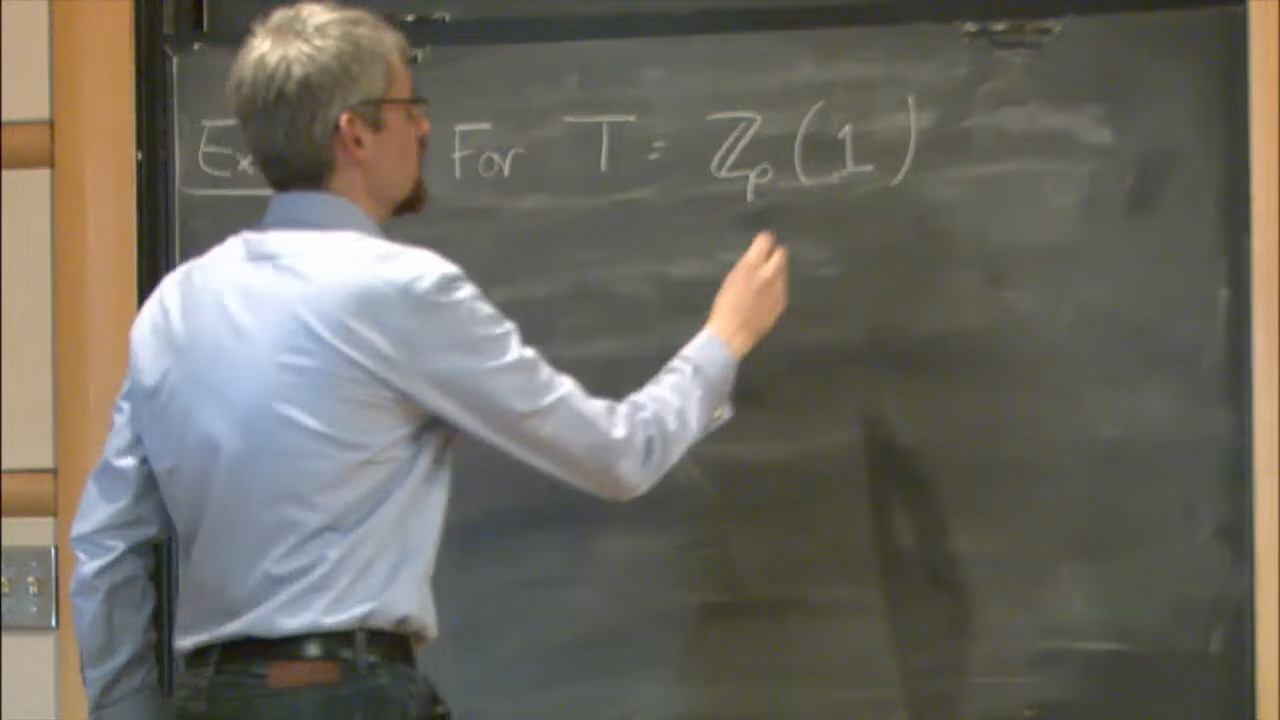 Ex For T = ℤₚ(1)